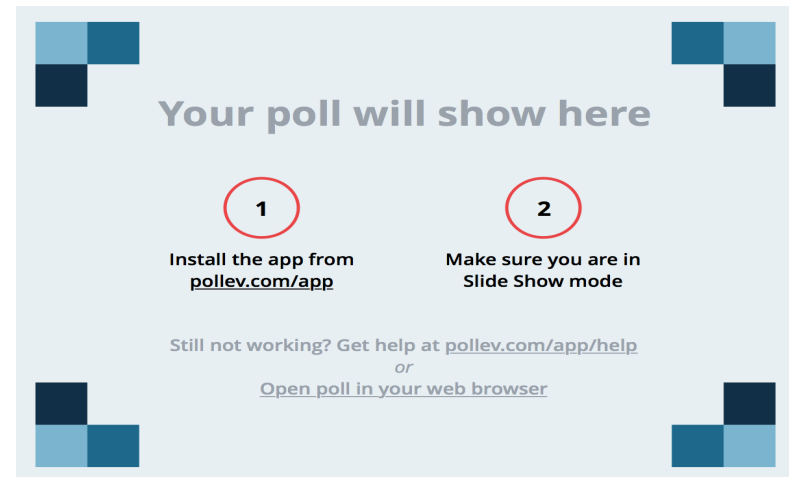 Your poll will show here
1
2
Install the app from
pollev.com/app
Make sure you are in
Slide Show mode
Still not working? Get help at pollev.com/app/help
or
Open poll in your web browser